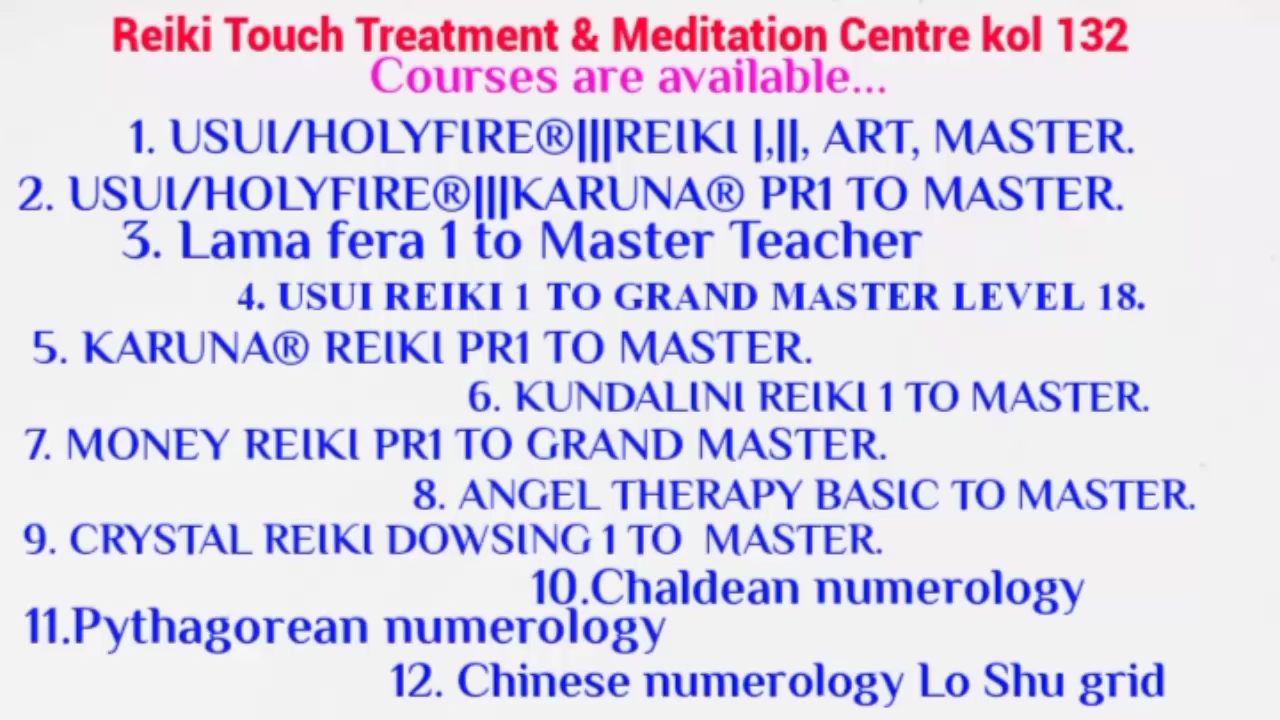 Reiki Touch Treatment & Meditation Centre kol 132
Courses are available...
1. USUI/HOLYFIRE®|||REIKI |,||, ART, MASTER.
2. USUI/HOLYFIRE®|||KARUNA® PR1 TO MASTER.
3. Lama fera 1 to Master Teacher
4. USUI REIKI 1 TO GRAND MASTER LEVEL 18.
5. KARUNA® REIKI PR1 TO MASTER.
6. KUNDALINI REIKI 1 TO MASTER.
7. MONEY REIKI PR1 TO GRAND MASTER.
8. ANGEL THERAPY BASIC TO MASTER.
9. CRYSTAL REIKI DOWSING 1 TO MASTER.
10.Chaldean numerology
11.Pythagorean numerology
12. Chinese numerology Lo Shu grid